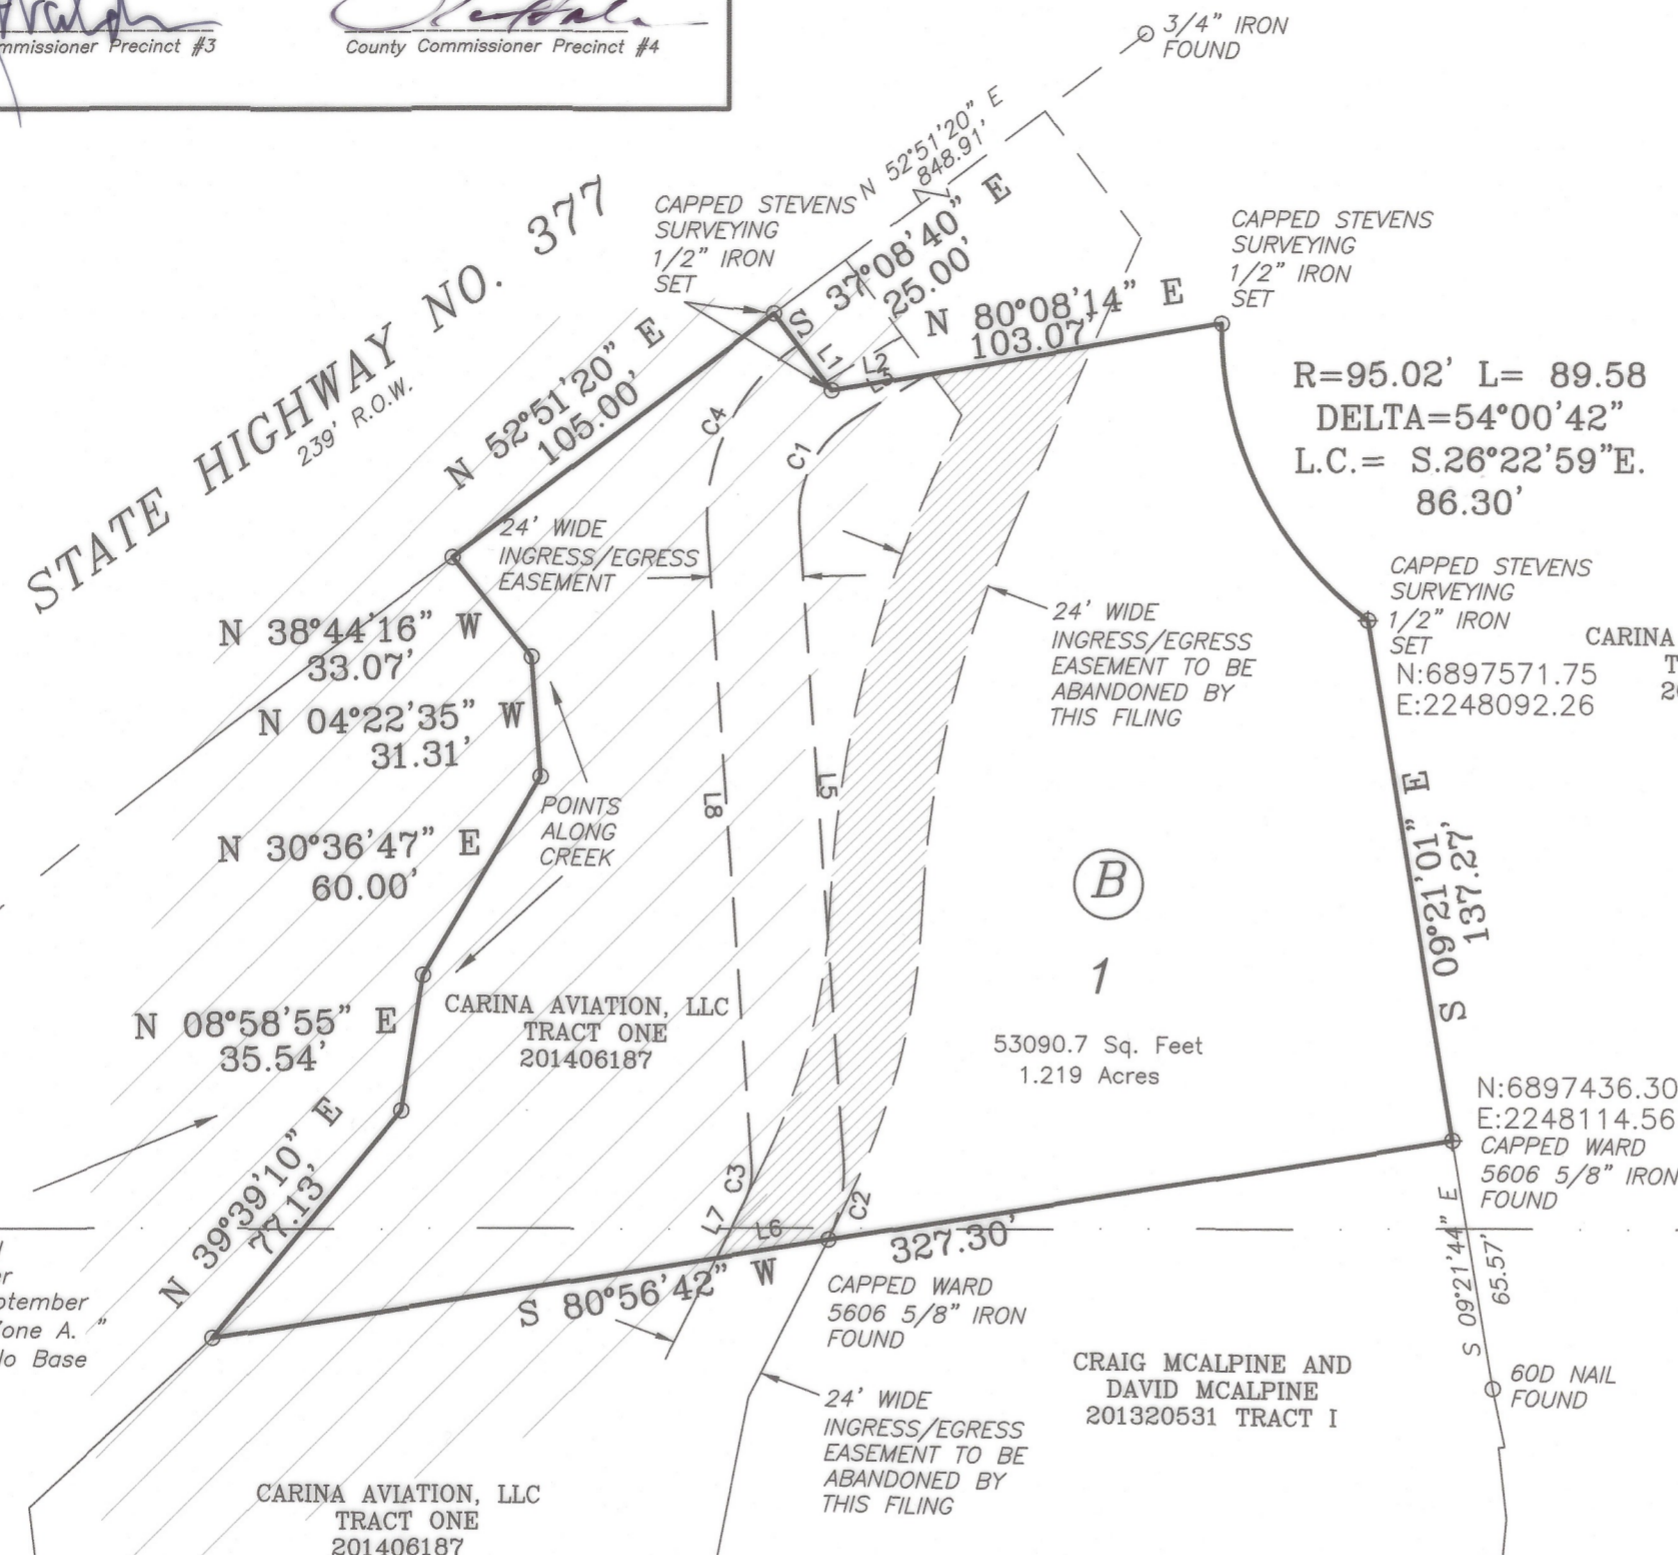 mmissioner Precinct #3
County Commissioner Precinct #4
3/4" IRON
FOUND
N 52°51'20" E
848.91'
STATE HIGHWAY NO. 377
239' R.O.W.
CAPPED STEVENS
SURVEYING
1/2" IRON
SET
S 37°08'40" E
25.00'
N 80°08'14" E
103.07'
CAPPED STEVENS
SURVEYING
1/2" IRON
SET
N 52°51'20" E
105.00'
L1
L2
L3
C4
C1
R=95.02' L= 89.58
DELTA=54°00'42"
L.C.= S.26°22'59"E.
86.30'
24' WIDE
INGRESS/EGRESS
EASEMENT
CAPPED STEVENS
SURVEYING
1/2" IRON
SET
N:6897571.75
E:2248092.26
CARINA
T
20
24' WIDE
INGRESS/EGRESS
EASEMENT TO BE
ABANDONED BY
THIS FILING
N 38°44'16" W
33.07'
N 04°22'35" W
31.31'
L8
L5
POINTS
ALONG
CREEK
N 30°36'47" E
60.00'
S 09°21'01" E
137.27'
B
1
53090.7 Sq. Feet
1.219 Acres
CARINA AVIATION, LLC
TRACT ONE
201406187
N 08°58'55" E
35.54'
N:6897436.30
E:2248114.56
CAPPED WARD
5606 5/8" IRON
FOUND
N 39°39'10" E
77.13'
C3
C2
L7
L6
S 80°56'42" W
327.30'
CAPPED WARD
5606 5/8" IRON
FOUND
S 09°21'44" E
65.57'
er
ptember
Zone A. "
No Base
60D NAIL
FOUND
CRAIG MCALPINE AND
DAVID MCALPINE
201320531 TRACT I
24' WIDE
INGRESS/EGRESS
EASEMENT TO BE
ABANDONED BY
THIS FILING
CARINA AVIATION, LLC
TRACT ONE
201406187